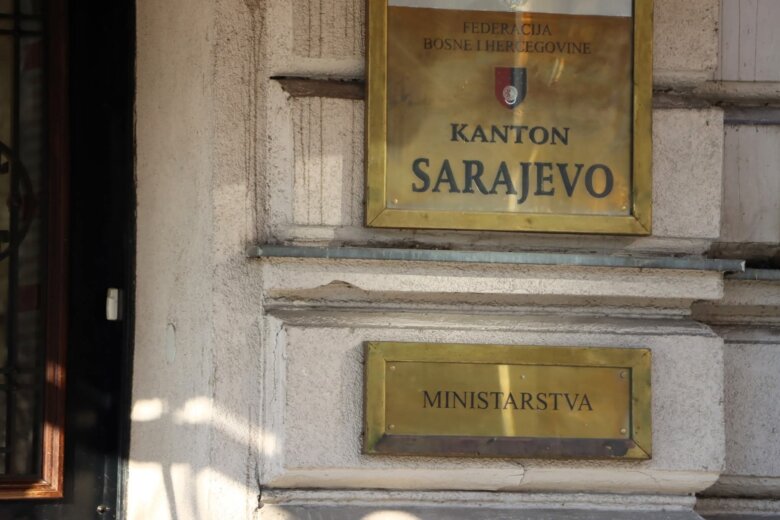 FEDERACIJA
BOSNE I HERCEGOVINE
KANTON
SARAJEVO
MINISTARSTVA